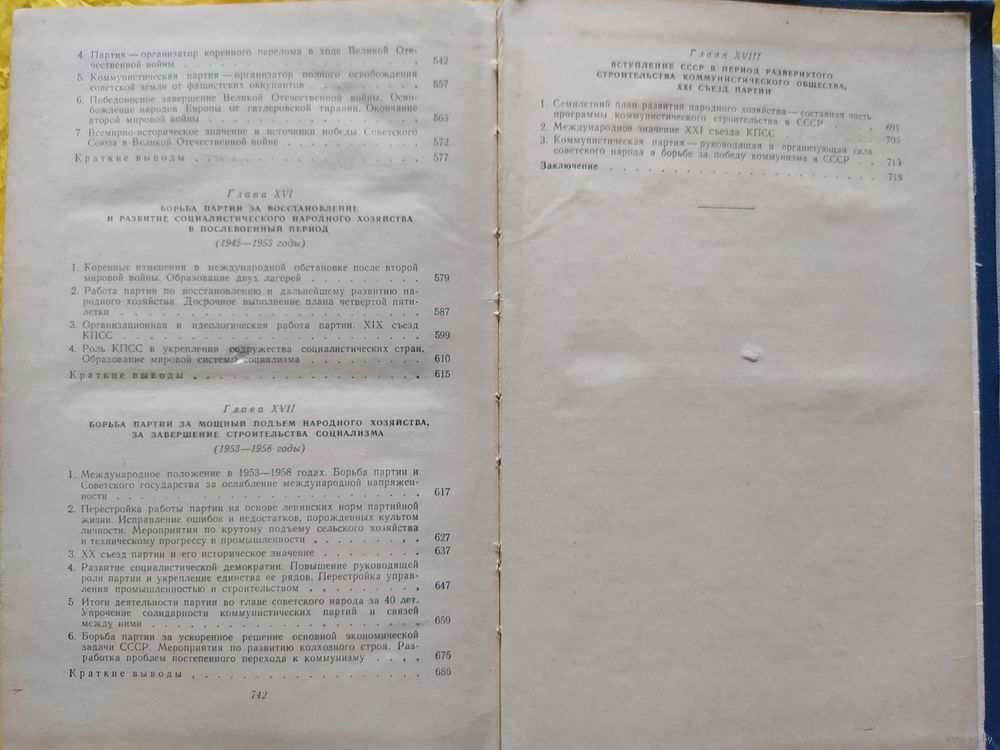 4. Партия — организатор коренного перелома в ходе Великой Оте-
чественной войны . . . . . . . . . . . . . . . . 542
5. Коммунистическая партия — организатор полного освобождения
советской земли от фашистских оккупантов . . . . . . . 557
6. Победоносное завершение Великой Отечественной войны. Осво-
бождение народов Европы от гитлеровской тирании. Окончание
второй мировой войны . . . . . . . . . . . . . . 565
7. Всемирно-историческое значение и источники победы Советского
Союза в Великой Отечественной войне . . . . . . . . . 572
Краткие выводы . . . . . . . . . . . . . . . . 577
Глава XVI
БОРЬБА ПАРТИИ ЗА ВОССТАНОВЛЕНИЕ
И РАЗВИТИЕ СОЦИАЛИСТИЧЕСКОГО НАРОДНОГО ХОЗЯЙСТВА
В ПОСЛЕВОЕННЫЙ ПЕРИОД
(1945—1953 годы)
1. Коренные изменения в международной обстановке после второй
мировой войны. Образование двух лагерей . . . . . . . . 579
2. Работа партии по восстановлению и дальнейшему развитию на-
родного хозяйства. Досрочное выполнение плана четвертой пяти-
летки . . . . . . . . . . . . . . . . . . . . 587
3. Организационная и идеологическая работа партии. XIX съезд
КПСС . . . . . . . . . . . . . . . . . . . . 599
4. Роль КПСС в укреплении содружества социалистических стран.
Образование мировой системы социализма . . . . . . . . 610
Краткие выводы . . . . . . . . . . . . . . . . 615
Глава XVII
БОРЬБА ПАРТИИ ЗА МОЩНЫЙ ПОДЪЕМ НАРОДНОГО ХОЗЯЙСТВА,
ЗА ЗАВЕРШЕНИЕ СТРОИТЕЛЬСТВА СОЦИАЛИЗМА
(1953—1958 годы)
1. Международное положение в 1953—1958 годах. Борьба партии и
Советского государства за ослабление международной напряжен-
ности . . . . . . . . . . . . . . . . . . . . 617
2. Перестройка работы партии на основе ленинских норм партийной
жизни. Исправление ошибок и недостатков, порожденных культом
личности. Мероприятия по крутому подъему сельского хозяйства
и техническому прогрессу в промышленности . . . . . . . 627
3. XX съезд партии и его историческое значение . . . . . . . 637
4. Развитие социалистической демократии. Повышение руководящей
роли партии и укрепление единства ее рядов. Перестройка управ-
ления промышленностью и строительством . . . . . . . . 647
5 Итоги деятельности партии во главе советского народа за 40 лет.
Упрочение солидарности коммунистических партий и связей
между ними . . . . . . . . . . . . . . . . . . 659
6. Борьба партии за ускоренное решение основной экономической
задачи СССР. Мероприятия по развитию колхозного строя. Раз-
работка проблем постепенного перехода к коммунизму . . . . 675
Краткие выводы . . . . . . . . . . . . . . . . 686
742
Глава XVIII
ВСТУПЛЕНИЕ СССР В ПЕРИОД РАЗВЕРНУТОГО
СТРОИТЕЛЬСТВА КОММУНИСТИЧЕСКОГО ОБЩЕСТВА.
XXI СЪЕЗД ПАРТИИ
1. Семилетний план развития народного хозяйства — составная часть
программы коммунистического строительства в СССР . . . . 691
2. Международное значение XXI съезда КПСС . . . . . . . 705
3. Коммунистическая партия — руководящая и организующая сила
советского народа в борьбе за победу коммунизма в СССР . . 713
Заключение . . . . . . . . . . . . . . . . . . 718